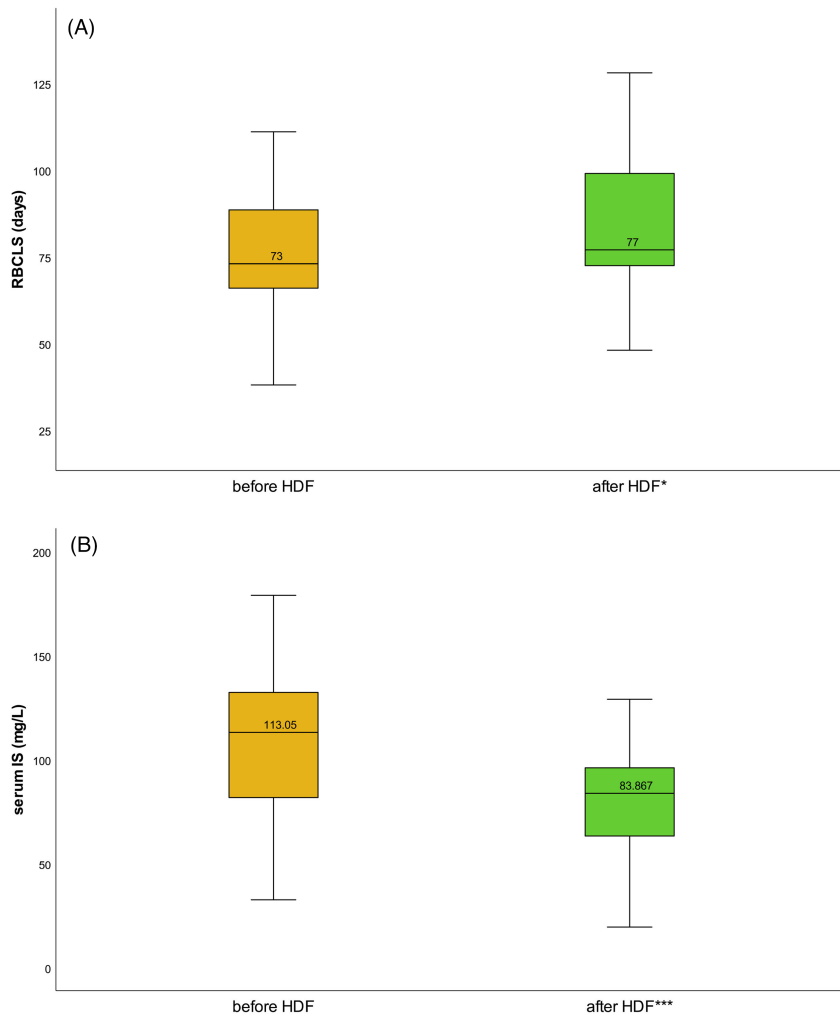 (A)
125
100
75
50
25
RBCLS (days)
73
77
before HDF
after HDF*
(B)
200
150
100
50
0
serum IS (mg/L)
113.05
83.867
before HDF
after HDF***